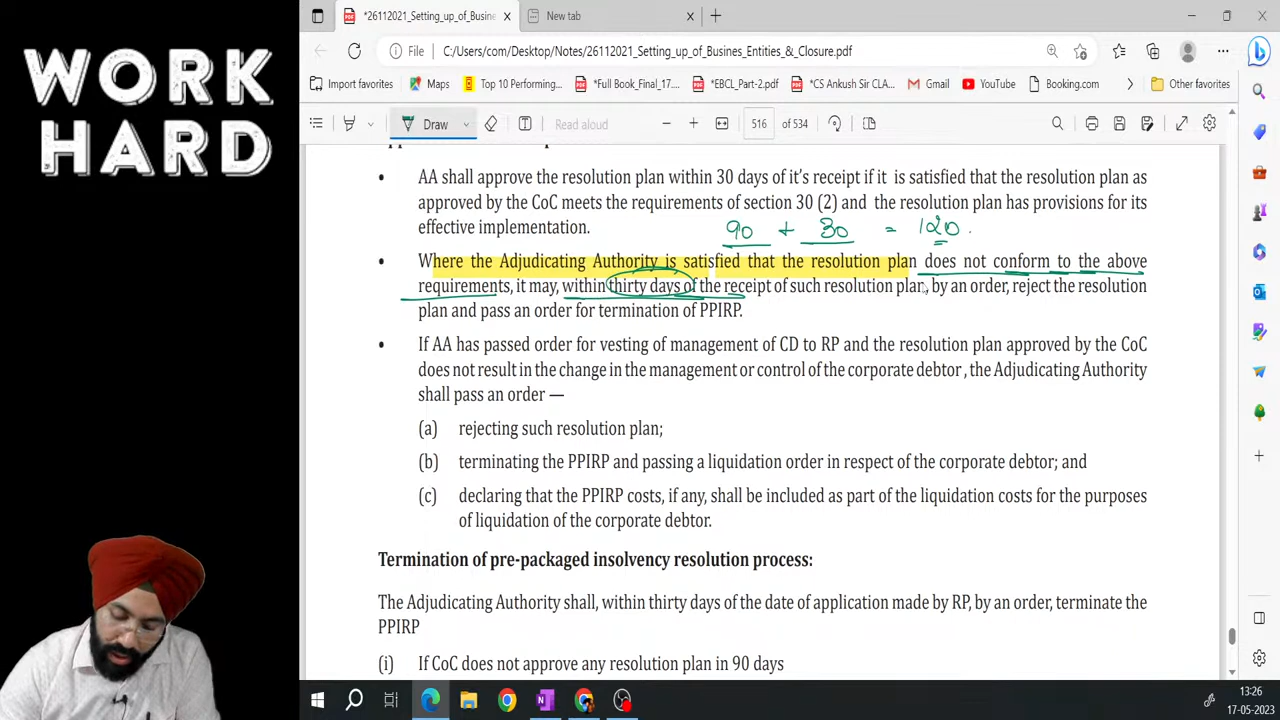 WORK
HARD
*26112021_Setting_up_of_Busine
New tab
File
C:/Users/com/Desktop/Notes/26112021_Setting_up_of_Busines_Entities_&_Closure.pdf
Import favorites
Maps
Top 10 Performing...
*Full Book_Final_17....
*EBCL_Part-2.pdf
*CS Ankush Sir CLA...
Gmail
YouTube
Booking.com
Other favorites
Draw
Read aloud
516
of 534
AA shall approve the resolution plan within 30 days of it's receipt if it is satisfied that the resolution plan as
approved by the CoC meets the requirements of section 30 (2) and the resolution plan has provisions for its
effective implementation.
90 + 30 = 120.
Where the Adjudicating Authority is satisfied that the resolution plan does not conform to the above
requirements, it may, within thirty days of the receipt of such resolution plan, by an order, reject the resolution
plan and pass an order for termination of PPIRP.
If AA has passed order for vesting of management of CD to RP and the resolution plan approved by the CoC
does not result in the change in the management or control of the corporate debtor , the Adjudicating Authority
shall pass an order —
(a) rejecting such resolution plan;
(b) terminating the PPIRP and passing a liquidation order in respect of the corporate debtor; and
(c) declaring that the PPIRP costs, if any, shall be included as part of the liquidation costs for the purposes
of liquidation of the corporate debtor.
Termination of pre-packaged insolvency resolution process:
The Adjudicating Authority shall, within thirty days of the date of application made by RP, by an order, terminate the
PPIRP
(i) If CoC does not approve any resolution plan in 90 days
13:26
17-05-2023